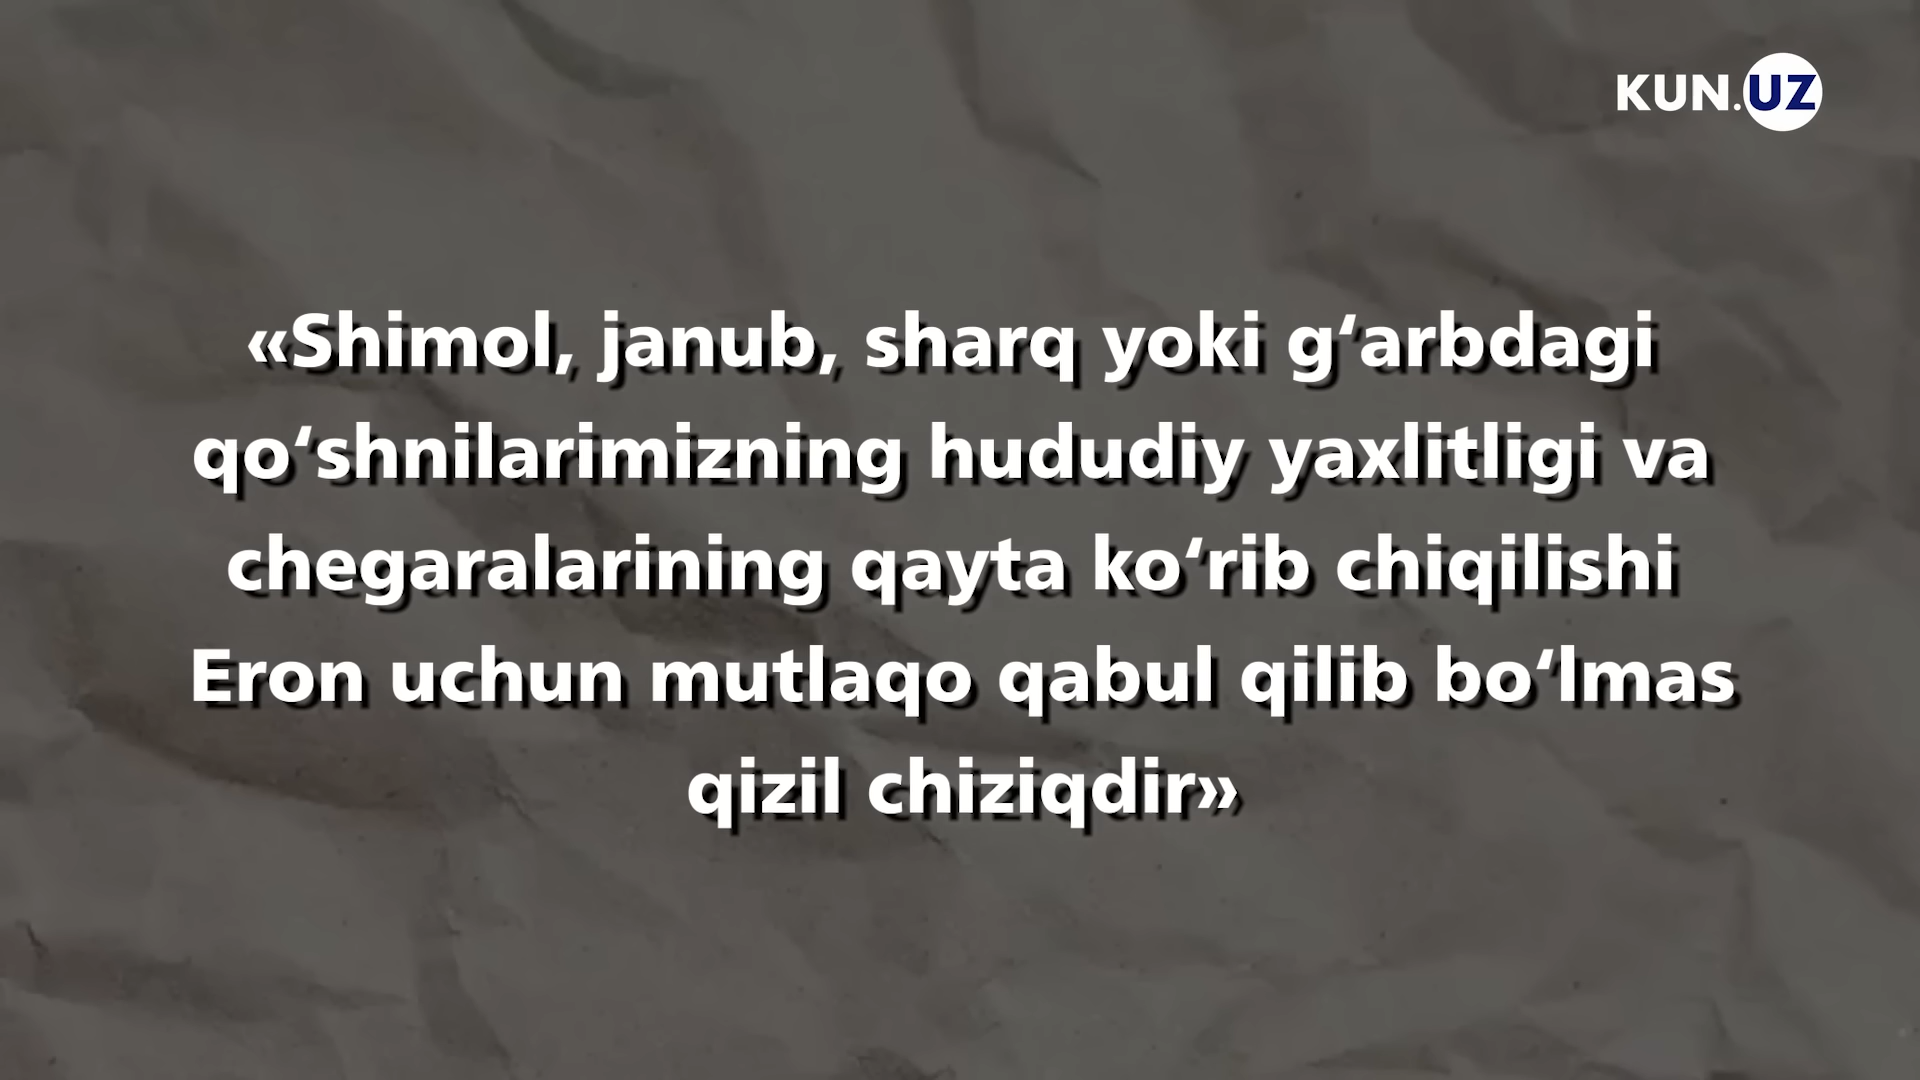 KUN.UZ
«Shimol, janub, sharq yoki g‘arbdagi
qo‘shnilarimizning hududiy yaxlitligi va
chegaralarining qayta ko‘rib chiqilishi
Eron uchun mutlaqo qabul qilib bo‘lmas
qizil chiziqdir»